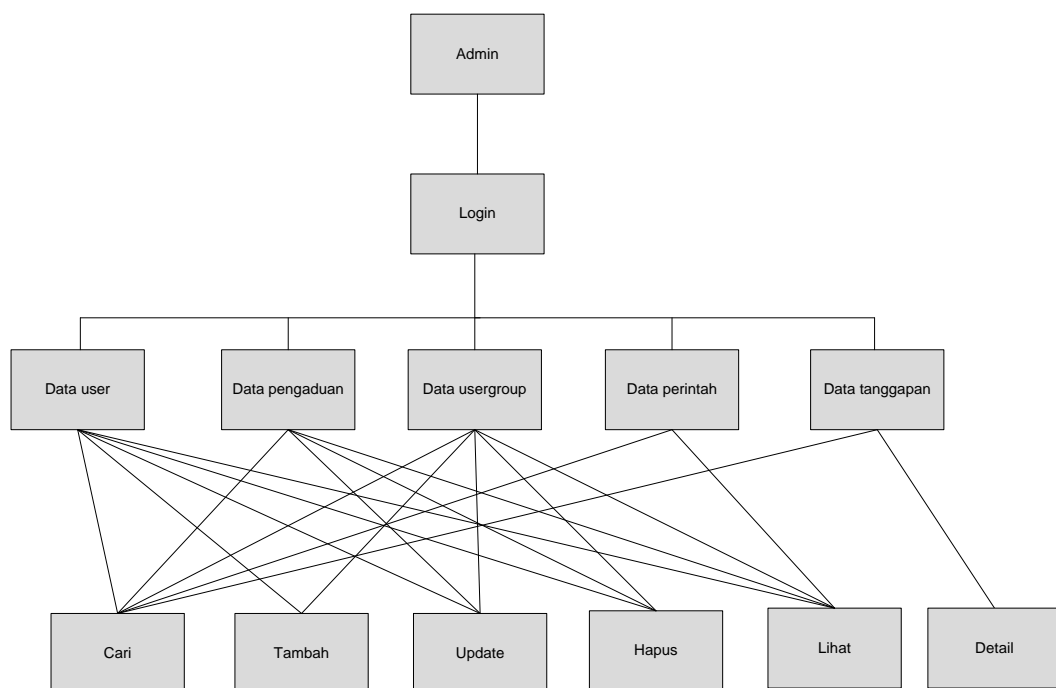 Admin
Login
Data user
Data pengaduan
Data usergroup
Data perintah
Data tanggapan
Cari
Tambah
Update
Hapus
Lihat
Detail